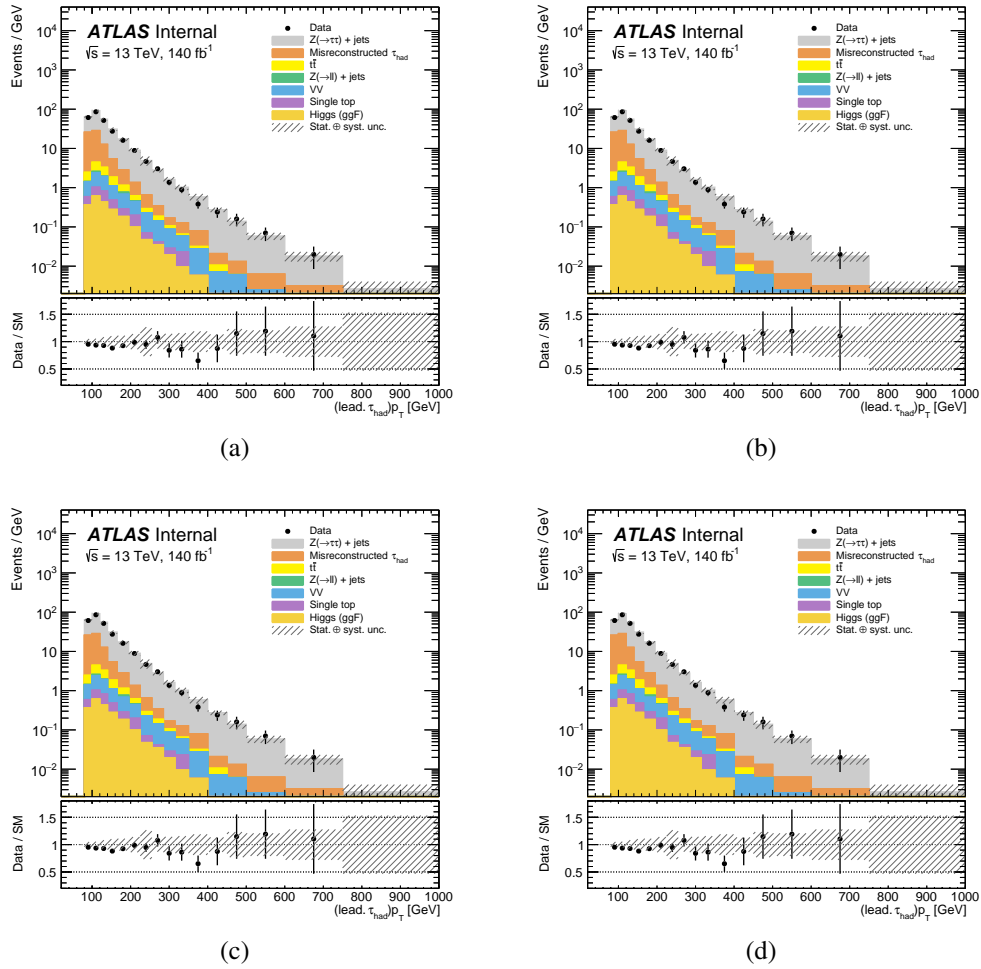 Events / GeV
10⁴
10³
10²
10
1
10⁻¹
10⁻²
ATLAS Internal
√s = 13 TeV, 140 fb⁻¹
Data
Z(→ττ) + jets
Misreconstructed τhad
tt̄
Z(→ll) + jets
VV
Single top
Higgs (ggF)
Stat. ⊕ syst. unc.
Data / SM
1.5
1.0
0.5
100 200 300 400 500 600 700 800 900 1000
(lead. τhad)pT [GeV]
(a)
Events / GeV
10⁴
10³
10²
10
1
10⁻¹
10⁻²
ATLAS Internal
√s = 13 TeV, 140 fb⁻¹
Data
Z(→ττ) + jets
Misreconstructed τhad
tt̄
Z(→ll) + jets
VV
Single top
Higgs (ggF)
Stat. ⊕ syst. unc.
Data / SM
1.5
1.0
0.5
100 200 300 400 500 600 700 800 900 1000
(lead. τhad)pT [GeV]
(b)
Events / GeV
10⁴
10³
10²
10
1
10⁻¹
10⁻²
ATLAS Internal
√s = 13 TeV, 140 fb⁻¹
Data
Z(→ττ) + jets
Misreconstructed τhad
tt̄
Z(→ll) + jets
VV
Single top
Higgs (ggF)
Stat. ⊕ syst. unc.
Data / SM
1.5
1.0
0.5
100 200 300 400 500 600 700 800 900 1000
(lead. τhad)pT [GeV]
(c)
Events / GeV
10⁴
10³
10²
10
1
10⁻¹
10⁻²
ATLAS Internal
√s = 13 TeV, 140 fb⁻¹
Data
Z(→ττ) + jets
Misreconstructed τhad
tt̄
Z(→ll) + jets
VV
Single top
Higgs (ggF)
Stat. ⊕ syst. unc.
Data / SM
1.5
1.0
0.5
100 200 300 400 500 600 700 800 900 1000
(lead. τhad)pT [GeV]
(d)